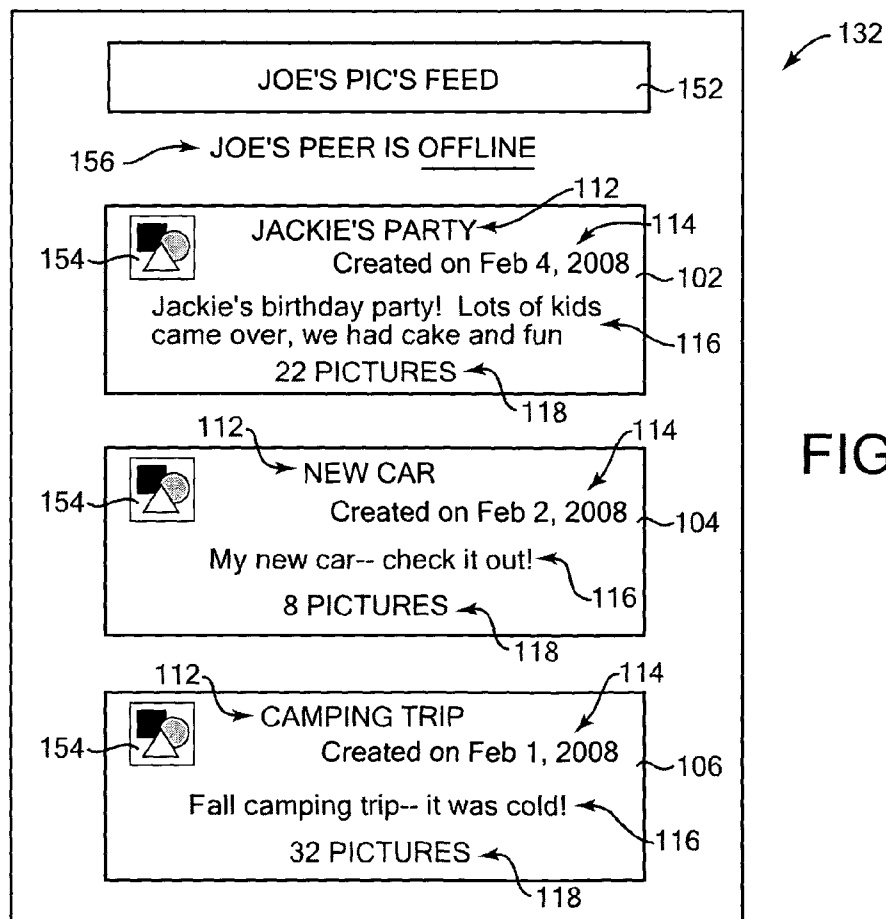 132
JOE'S PIC'S FEED
152
156
JOE'S PEER IS OFFLINE
112
JACKIE'S PARTY
114
154
Created on Feb 4, 2008
102
Jackie's birthday party! Lots of kids
came over, we had cake and fun
116
22 PICTURES
118
112
NEW CAR
114
154
Created on Feb 2, 2008
104
My new car-- check it out!
116
8 PICTURES
118
FIG
112
CAMPING TRIP
114
154
Created on Feb 1, 2008
106
Fall camping trip-- it was cold!
116
32 PICTURES
118